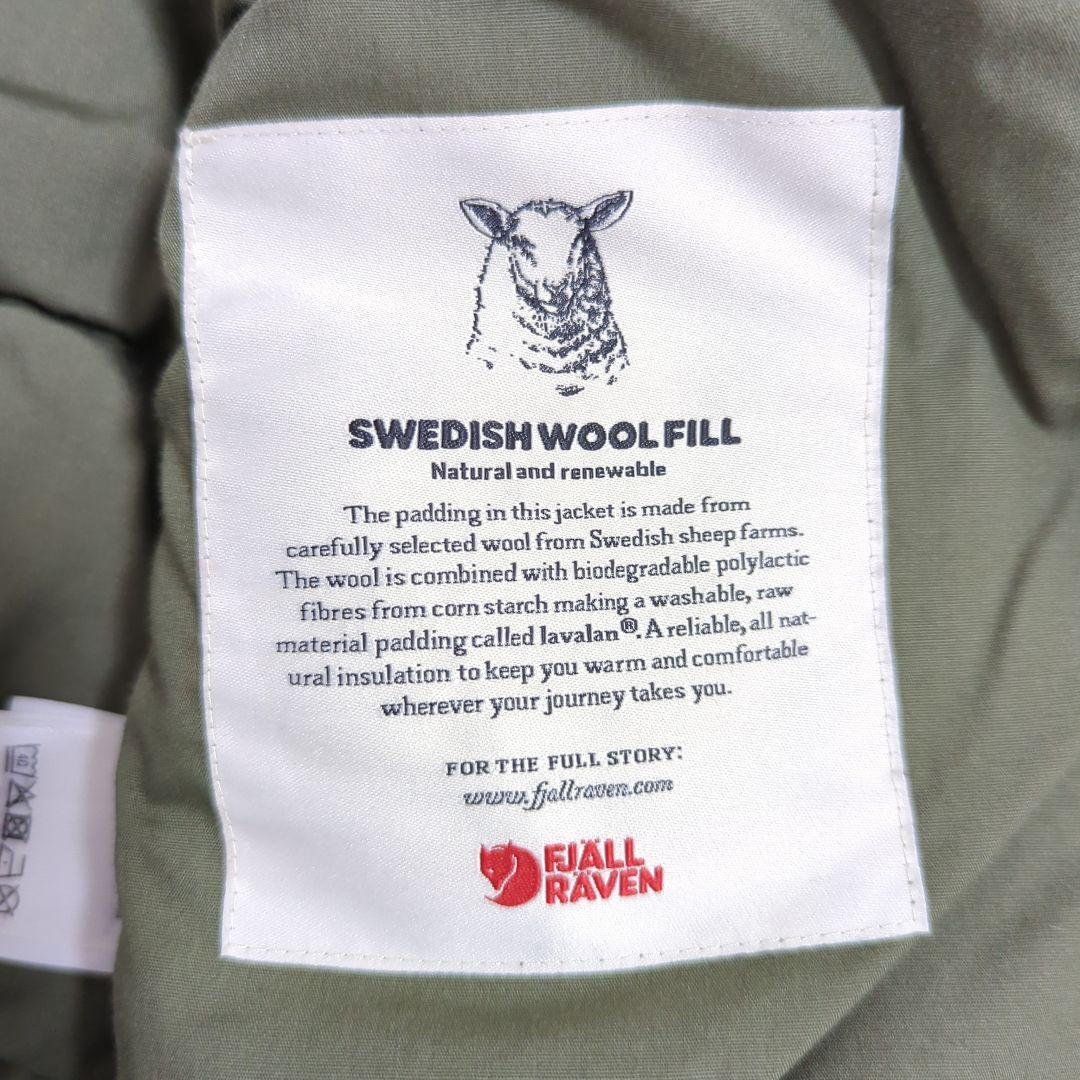 SWEDISH WOOL FILL
Natural and renewable
The padding in this jacket is made from
carefully selected wool from Swedish sheep farms.
The wool is combined with biodegradable polylactic
fibres from corn starch making a washable, raw
material padding called lavalan®. A reliable, all nat-
ural insulation to keep you warm and comfortable
wherever your journey takes you.
FOR THE FULL STORY:
www.fjallraven.com
FJÄLL
RÄVEN